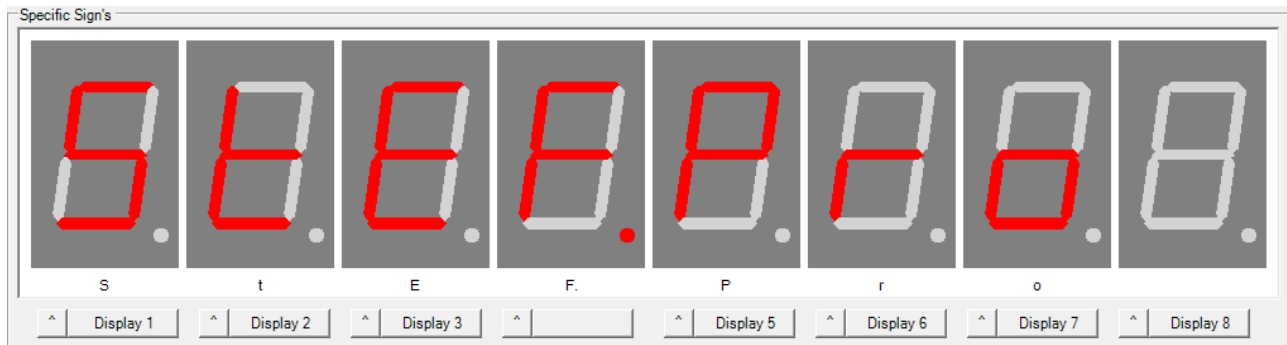 Specific Sign's
S t E F. P r o
S t E F. P r o
^ Display 1 ^ Display 2 ^ Display 3 ^ ^ Display 5 ^ Display 6 ^ Display 7 ^ Display 8